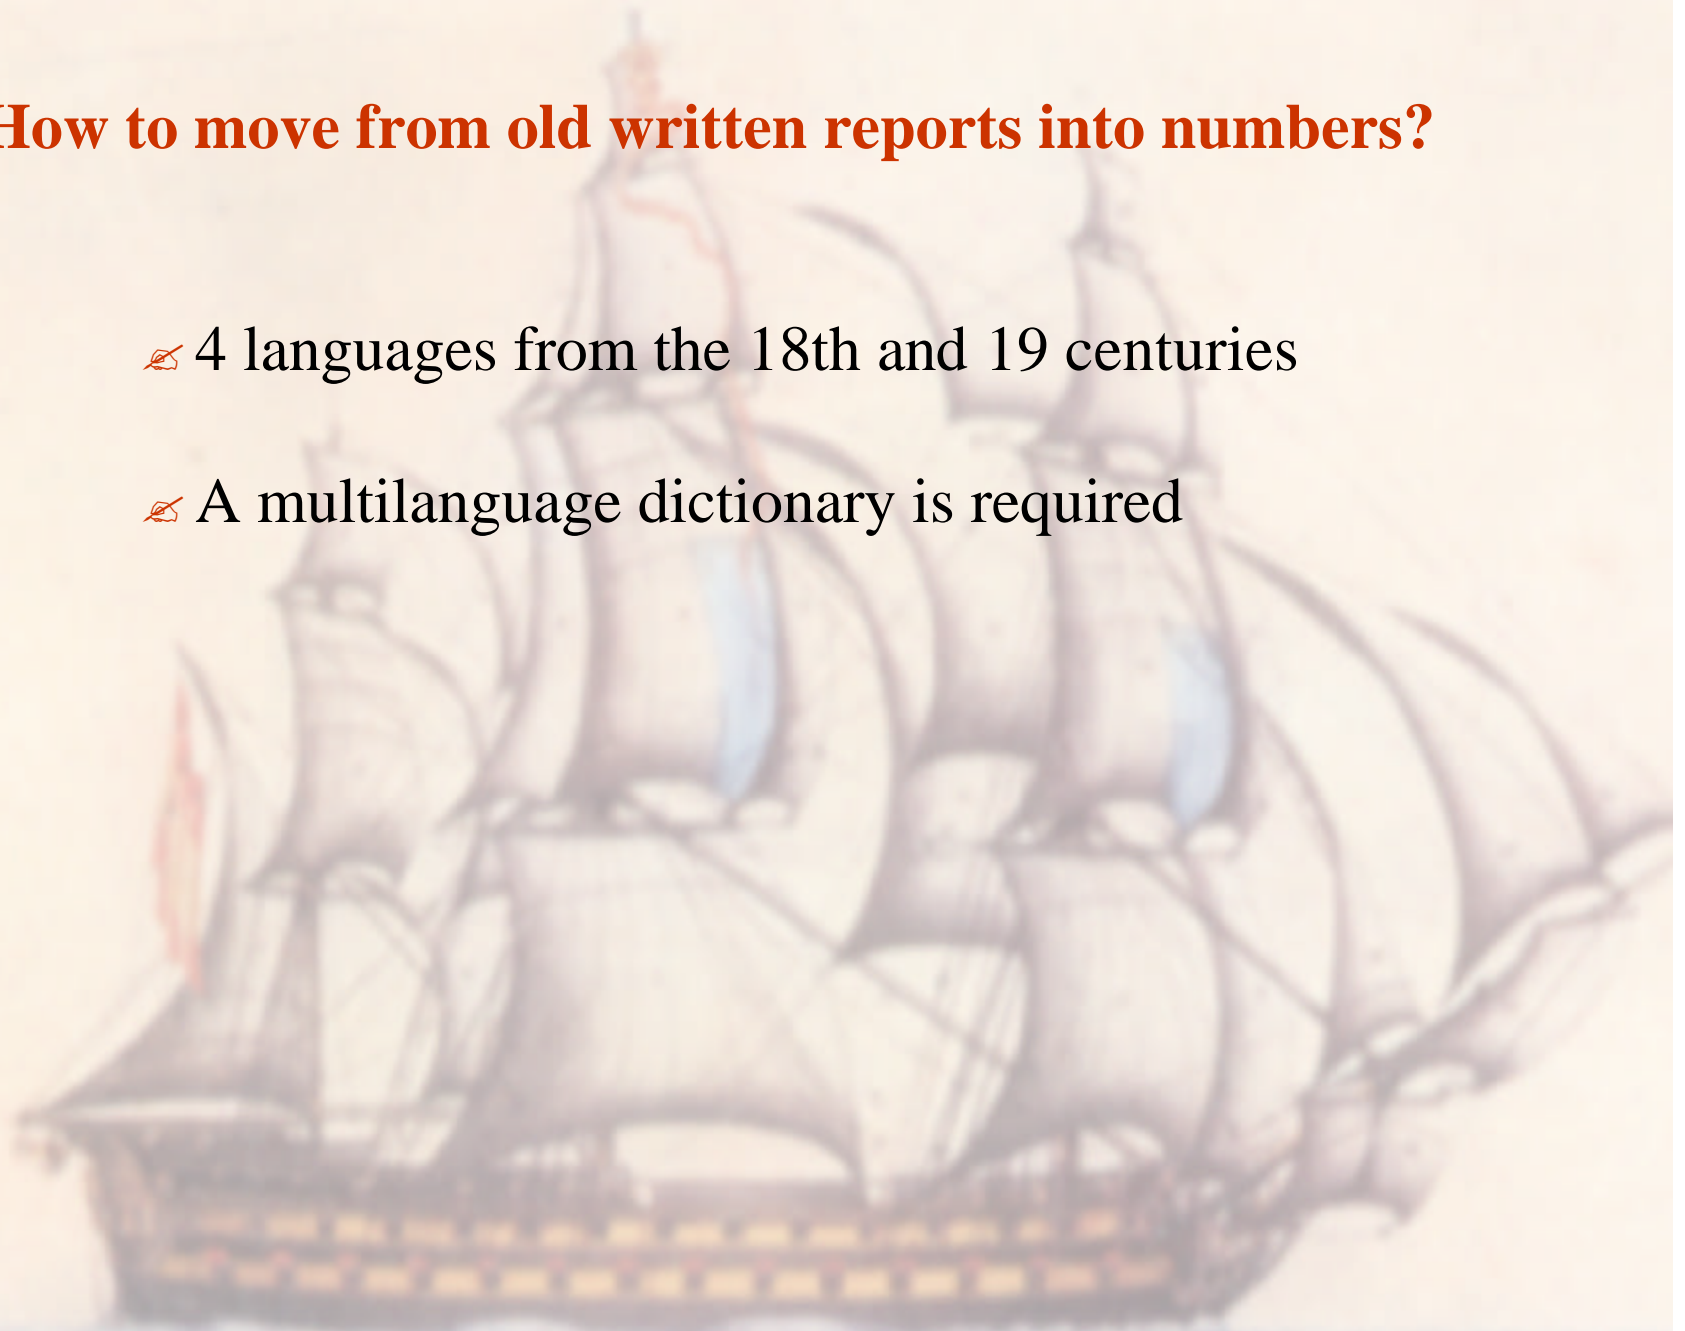 How to move from old written reports into numbers?
4 languages from the 18th and 19 centuries
A multilanguage dictionary is required